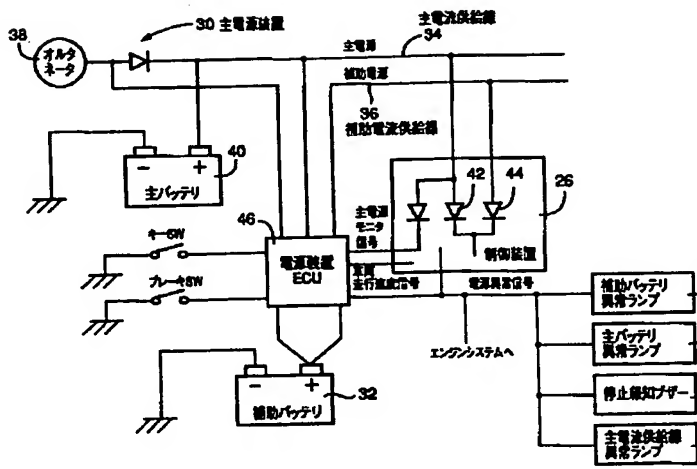 38
オルタ
ネータ
30 主電源装置
主電流供給線
34
主電源
補助電源
36
補助電流供給線
- +
40
主バッテリ
46
電源装置
ECU
キーSW
ブレーキSW
主電源
モニタ
信号
車両
走行速度信号
42
44
26
制御装置
電源異常信号
エンジンシステムへ
- +
32
補助バッテリ
補助バッテリ
異常ランプ
主バッテリ
異常ランプ
停止報知ブザー
主電流供給線
異常ランプ